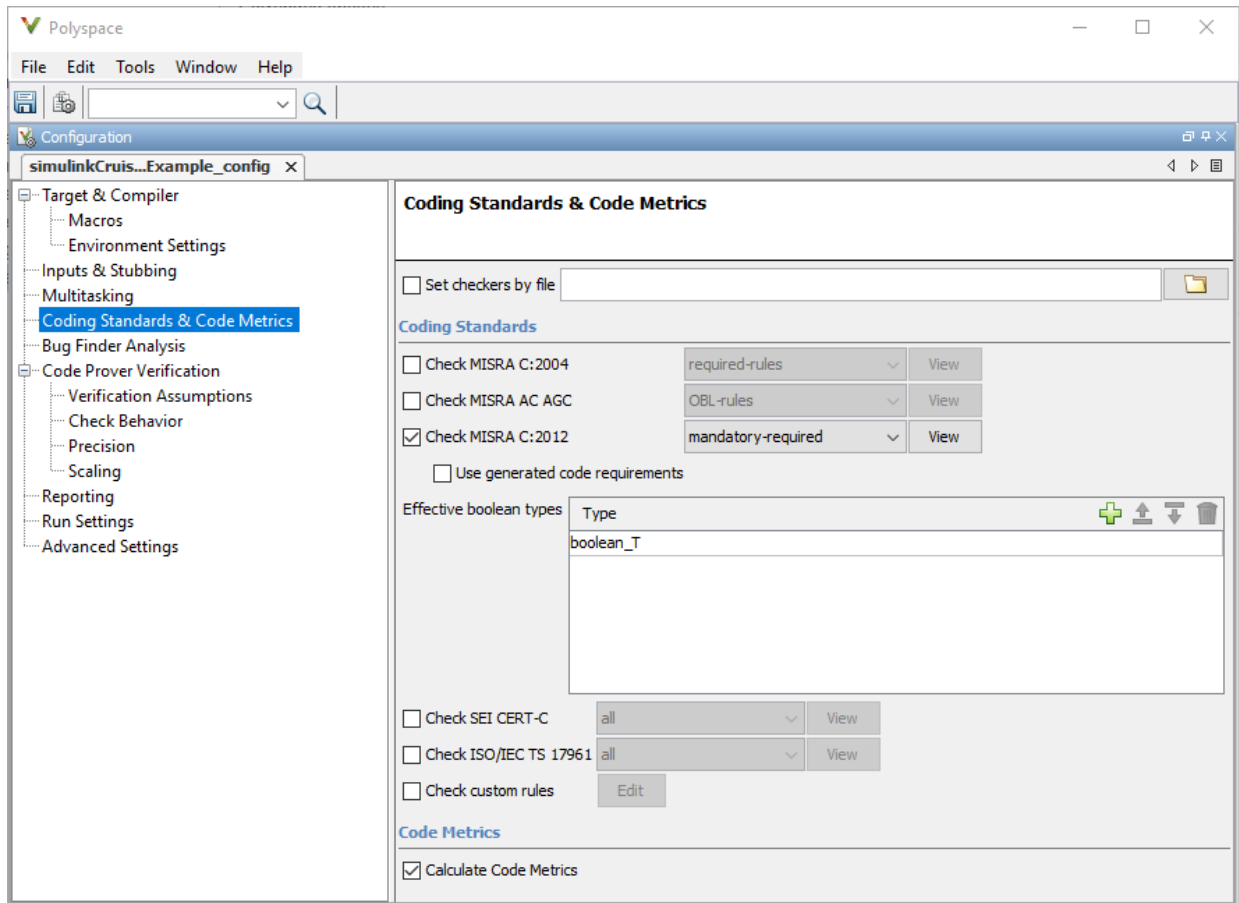 Polyspace
File Edit Tools Window Help
Configuration
simulinkCruis...Example_config
Target & Compiler
Macros
Environment Settings
Inputs & Stubbing
Multitasking
Coding Standards & Code Metrics
Bug Finder Analysis
Code Prover Verification
Verification Assumptions
Check Behavior
Precision
Scaling
Reporting
Run Settings
Advanced Settings
Coding Standards & Code Metrics
Set checkers by file
Coding Standards
Check MISRA C:2004 required-rules View
Check MISRA AC AGC OBL-rules View
Check MISRA C:2012 mandatory-required View
Use generated code requirements
Effective boolean types Type
boolean_T
Check SEI CERT-C all View
Check ISO/IEC TS 17961 all View
Check custom rules Edit
Code Metrics
Calculate Code Metrics